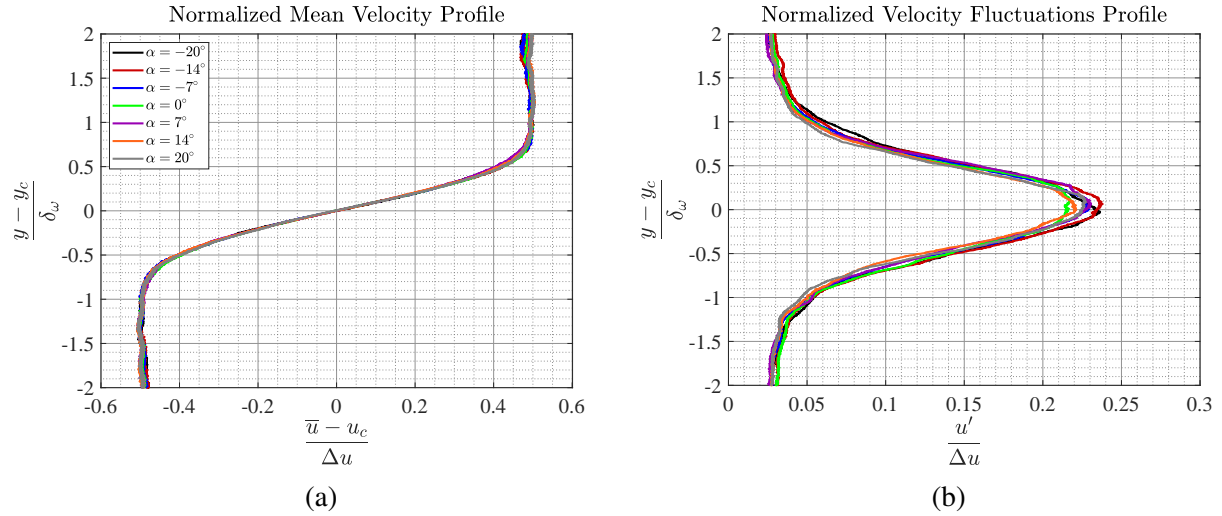 Normalized Mean Velocity Profile
2
1.5
1
0.5
0
-0.5
-1
-1.5
-2
y − y_c
δ_ω
α = −20°
α = −14°
α = −7°
α = 0°
α = 7°
α = 14°
α = 20°
-0.6 -0.4 -0.2 0 0.2 0.4 0.6
u̅ − u_c
Δu
(a)
Normalized Velocity Fluctuations Profile
2
1.5
1
0.5
0
-0.5
-1
-1.5
-2
y − y_c
δ_ω
0 0.05 0.1 0.15 0.2 0.25 0.3
u′
Δu
(b)